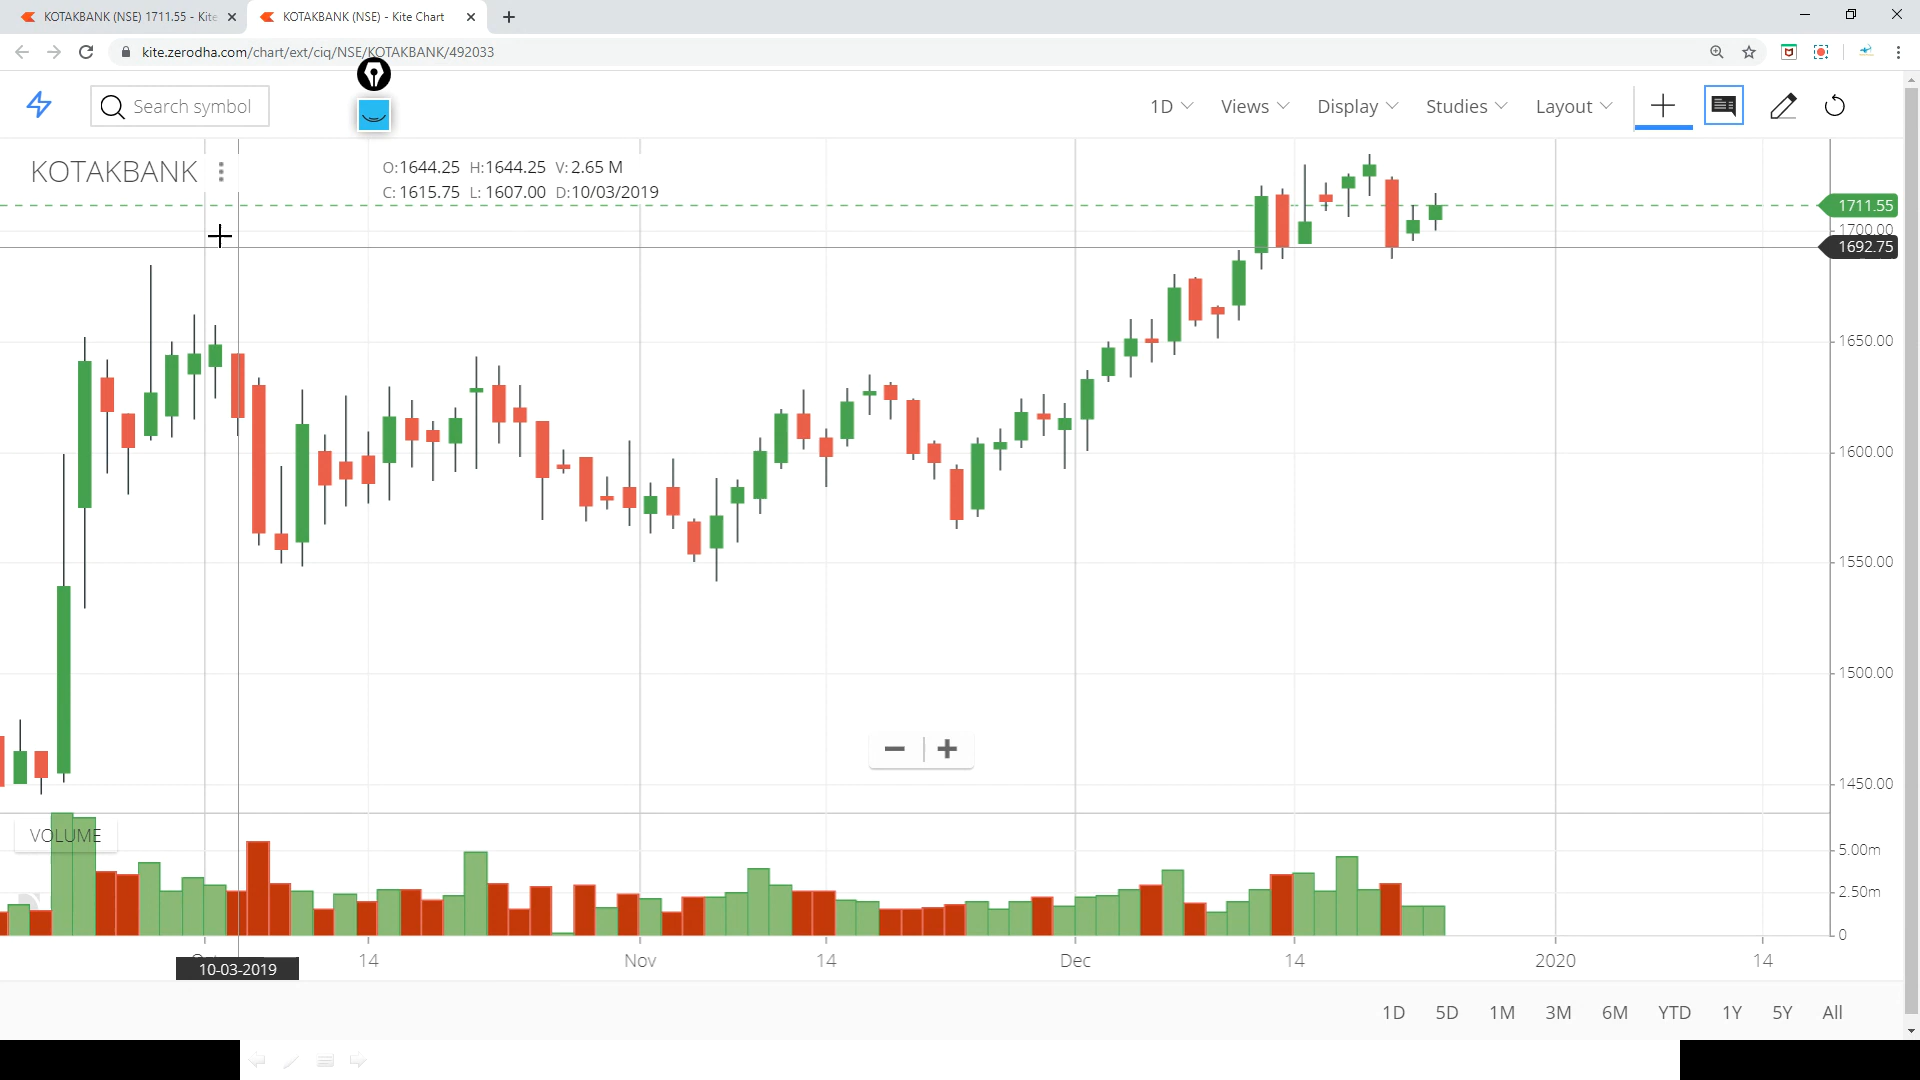 KOTAKBANK (NSE) 1711.55 - Kite
KOTAKBANK (NSE) - Kite Chart
kite.zerodha.com/chart/ext/ciq/NSE/KOTAKBANK/492033
Search symbol
1D Views Display Studies Layout
KOTAKBANK
O:1644.25 H:1644.25 V:2.65 M
C:1615.75 L:1607.00 D:10/03/2019
1711.55
1700.00
1692.75
1650.00
1600.00
1550.00
1500.00
1450.00
VOLUME
5.00m
2.50m
0
14 Nov 14 Dec 14 2020 14
10-03-2019
1D 5D 1M 3M 6M YTD 1Y 5Y All